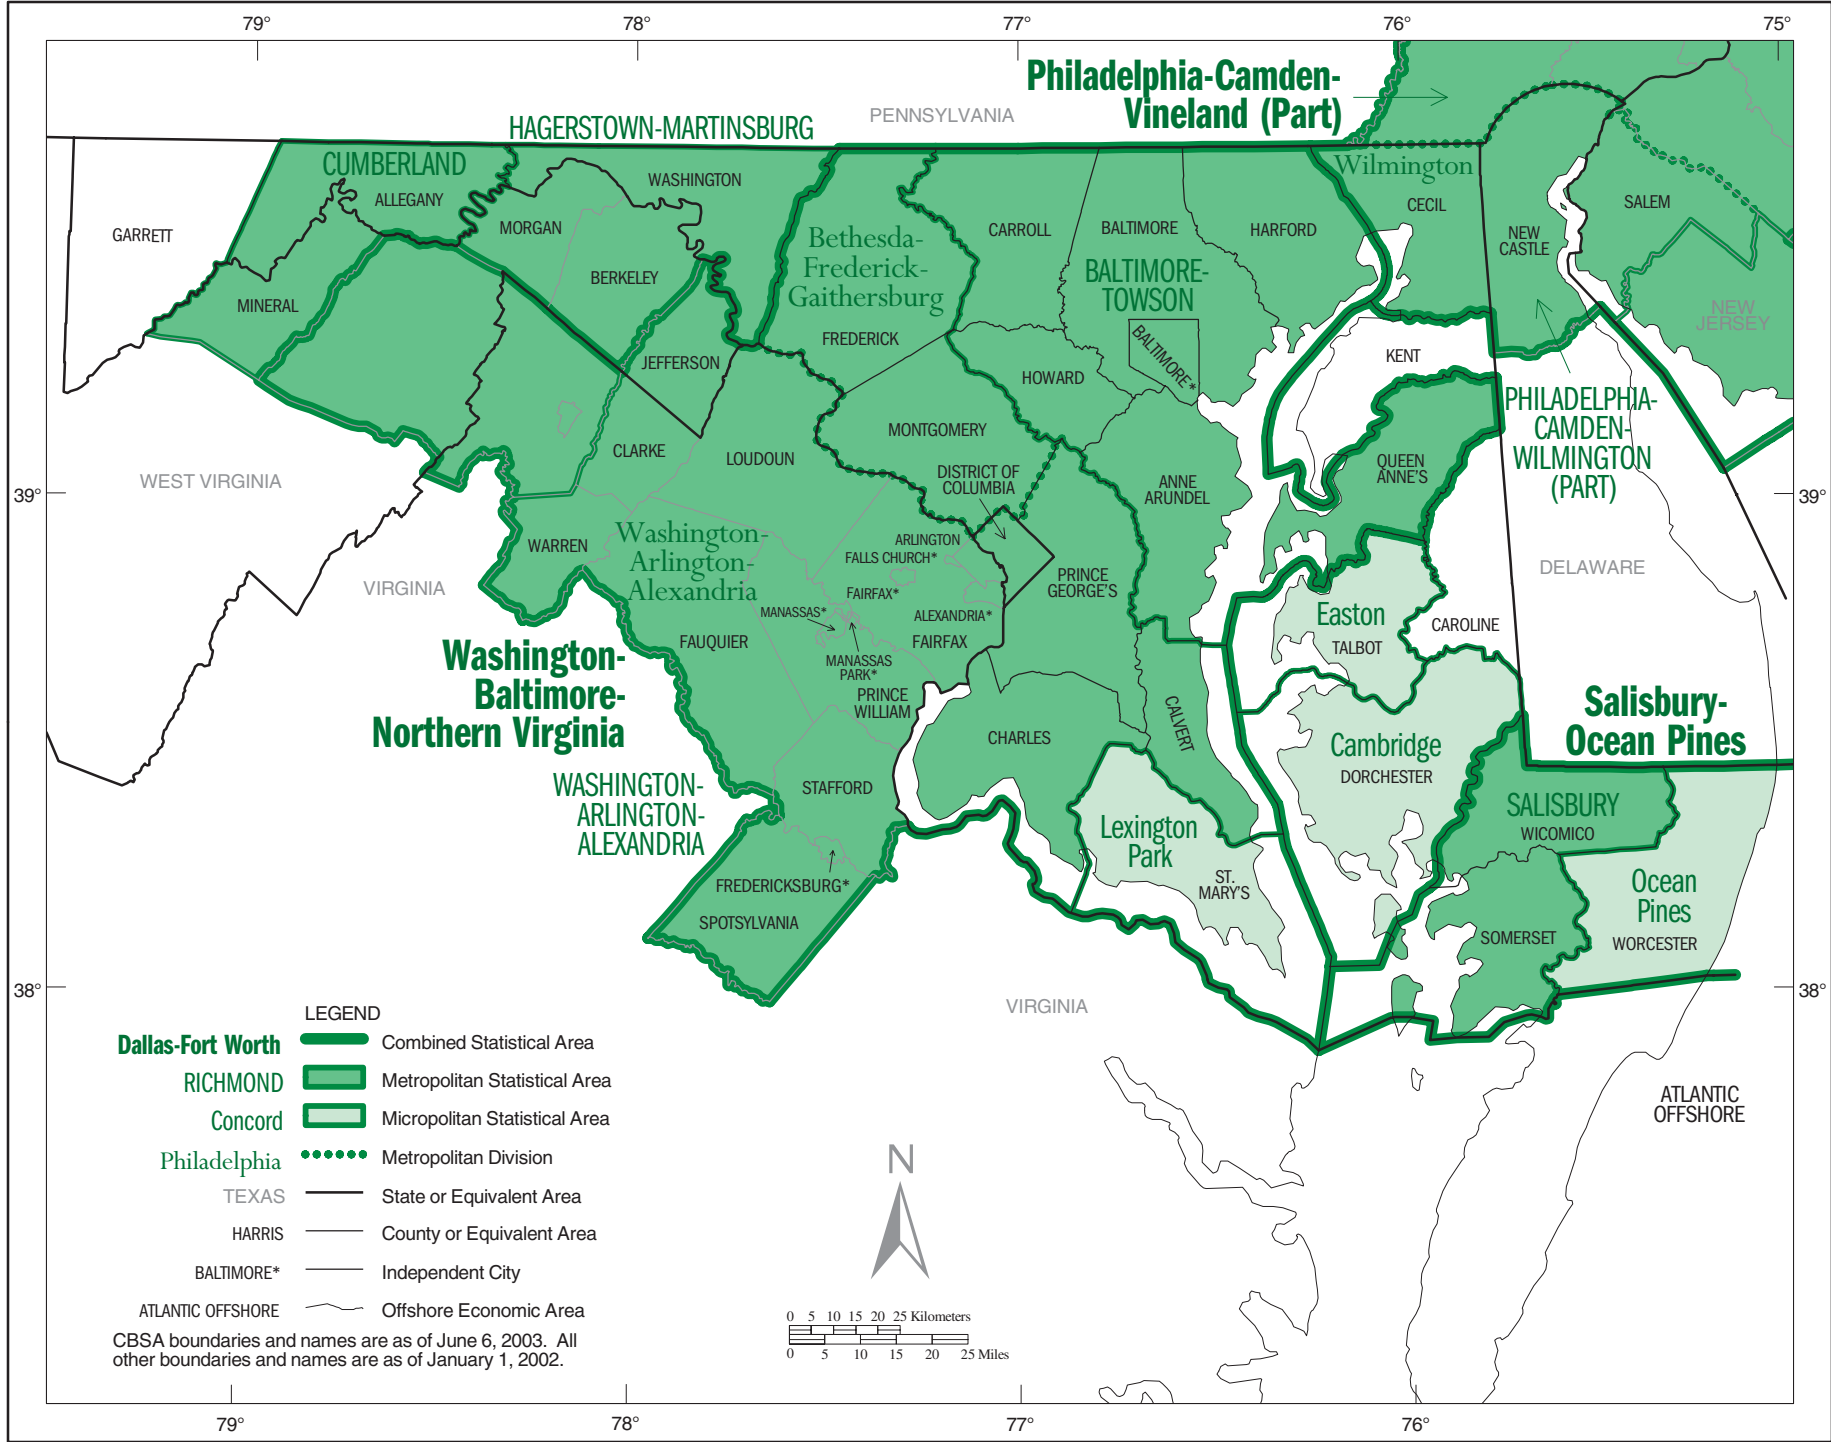 79°
78°
77°
76°
75°
Philadelphia-Camden-
Vineland (Part)
PENNSYLVANIA
HAGERSTOWN-MARTINSBURG
CUMBERLAND
ALLEGANY
WASHINGTON
Wilmington
CECIL
SALEM
GARRETT
MORGAN
BERKELEY
Bethesda-
Frederick-
Gaithersburg
FREDERICK
CARROLL
BALTIMORE
HARFORD
NEW
CASTLE
BALTIMORE-
TOWSON
BALTIMORE*
MINERAL
NEW
JERSEY
JEFFERSON
HOWARD
KENT
PHILADELPHIA-
CAMDEN-
WILMINGTON
(PART)
MONTGOMERY
CLARKE
LOUDOUN
DISTRICT OF
COLUMBIA
ANNE
ARUNDEL
QUEEN
ANNE'S
WEST VIRGINIA
39°
39°
WARREN
Washington-
Arlington-
Alexandria
ARLINGTON
FALLS CHURCH*
FAIRFAX*
MANASSAS*
ALEXANDRIA*
FAIRFAX
PRINCE
GEORGE'S
DELAWARE
VIRGINIA
Easton
TALBOT
CAROLINE
FAUQUIER
MANASSAS
PARK*
PRINCE
WILLIAM
Washington-
Baltimore-
Northern Virginia
CALVERT
CHARLES
Salisbury-
Ocean Pines
Cambridge
DORCHESTER
WASHINGTON-
ARLINGTON-
ALEXANDRIA
STAFFORD
SALISBURY
WICOMICO
Lexington
Park
ST.
MARY'S
FREDERICKSBURG*
SPOTSYLVANIA
Ocean
Pines
WORCESTER
SOMERSET
38°
38°
VIRGINIA
ATLANTIC
OFFSHORE
LEGEND
Dallas-Fort Worth Combined Statistical Area
RICHMOND Metropolitan Statistical Area
Concord Micropolitan Statistical Area
Philadelphia Metropolitan Division
TEXAS State or Equivalent Area
HARRIS County or Equivalent Area
BALTIMORE* Independent City
ATLANTIC OFFSHORE Offshore Economic Area
CBSA boundaries and names are as of June 6, 2003. All
other boundaries and names are as of January 1, 2002.
N
0 5 10 15 20 25 Kilometers
0 5 10 15 20 25 Miles
79°
78°
77°
76°